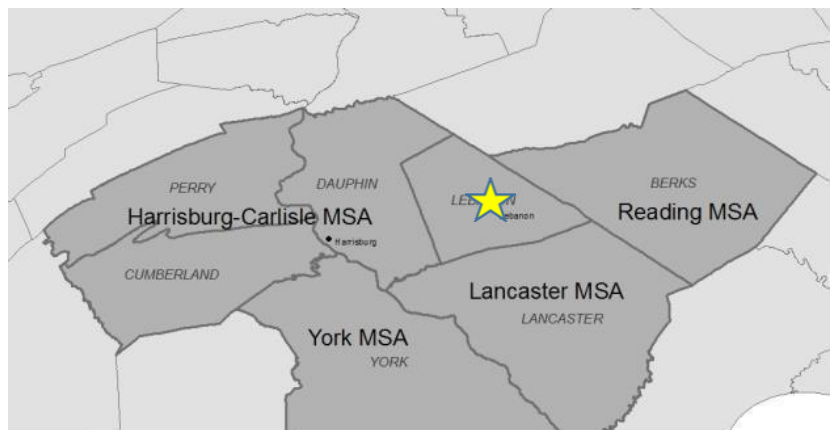 PERRY
DAUPHIN
Harrisburg-Carlisle MSA
Harrisburg
CUMBERLAND
BERKS
Reading MSA
Lancaster MSA
LANCASTER
York MSA
YORK